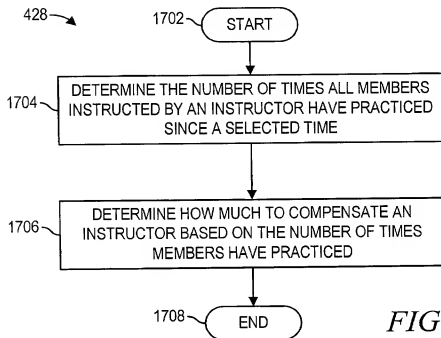 428
1702
START
1704
DETERMINE THE NUMBER OF TIMES ALL MEMBERS
INSTRUCTED BY AN INSTRUCTOR HAVE PRACTICED
SINCE A SELECTED TIME
1706
DETERMINE HOW MUCH TO COMPENSATE AN
INSTRUCTOR BASED ON THE NUMBER OF TIMES
MEMBERS HAVE PRACTICED
1708
END
FIG